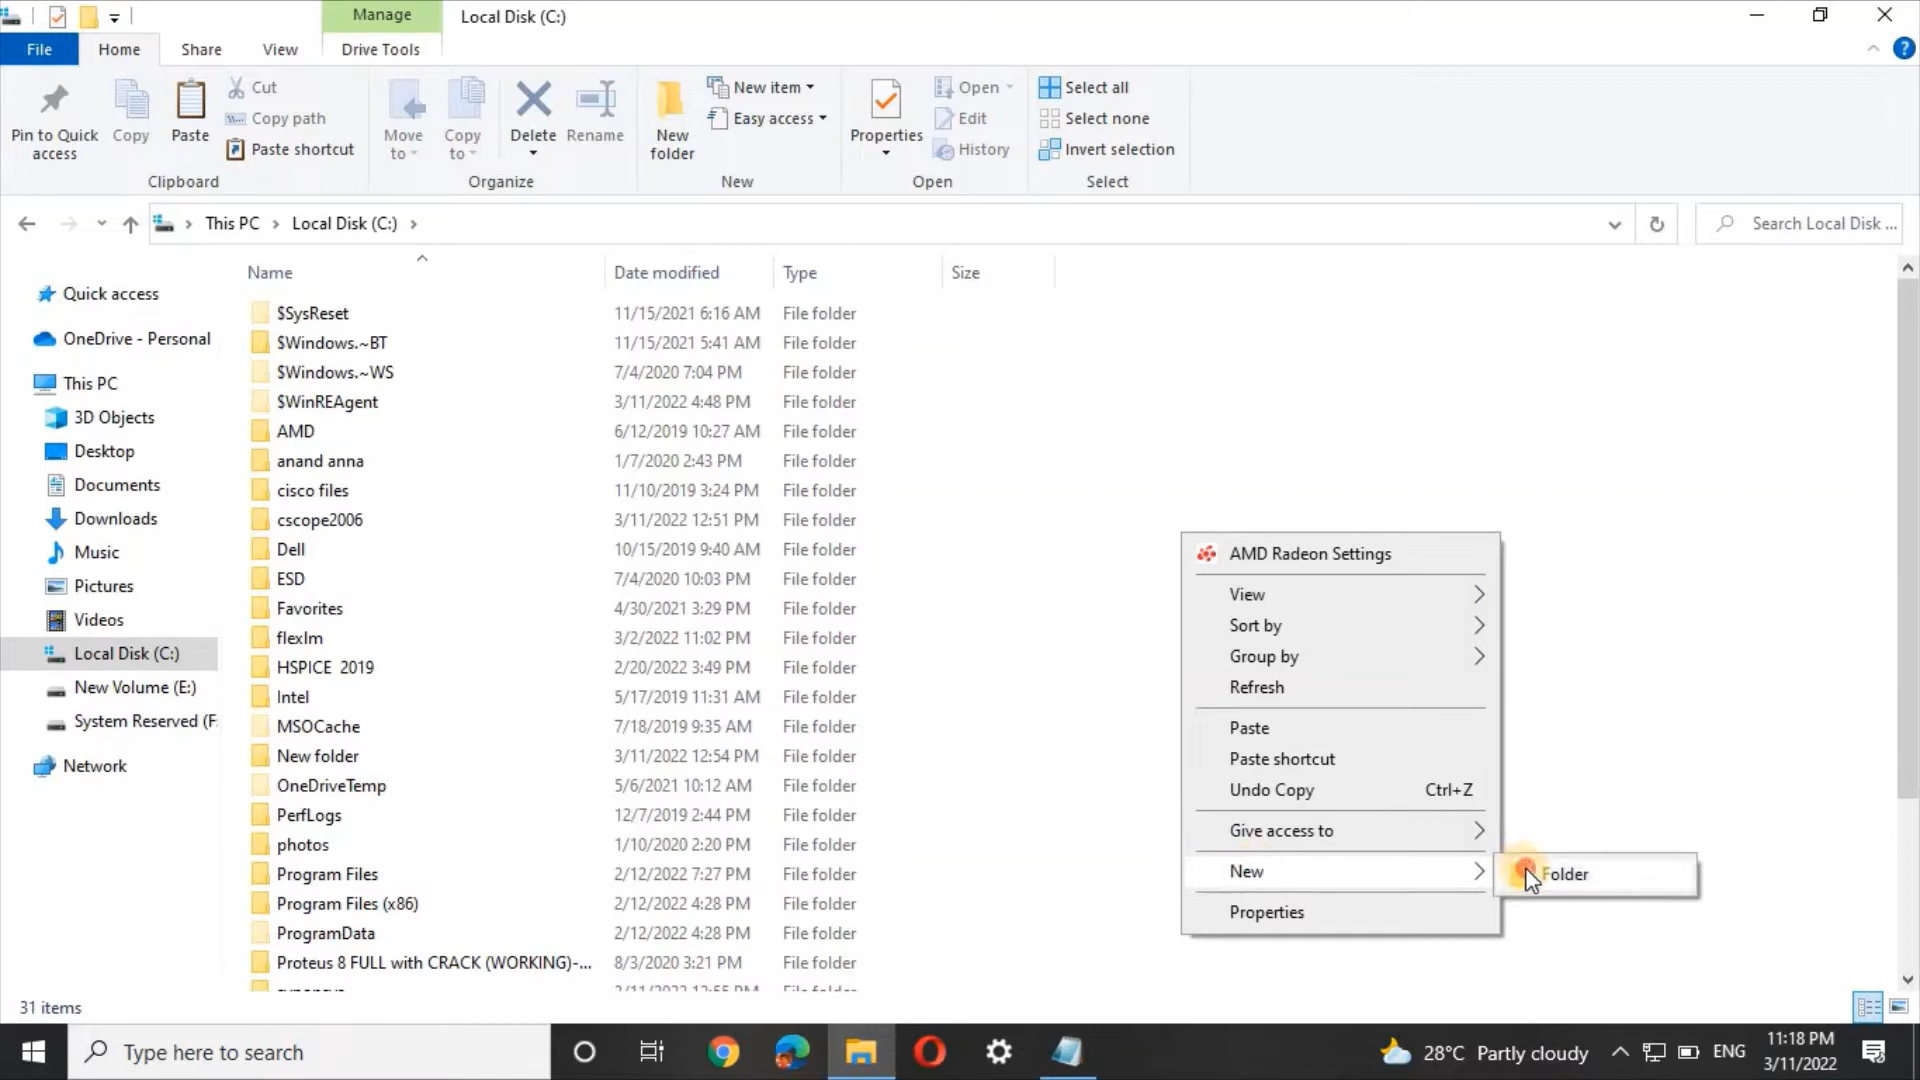 Manage
Local Disk (C:)
File
Home
Share
View
Drive Tools
Pin to Quick access
Copy
Paste
Cut
Copy path
Paste shortcut
Clipboard
Move to
Copy to
Delete
Rename
Organize
New folder
New item
Easy access
New
Properties
Open
Edit
History
Open
Select all
Select none
Invert selection
Select
This PC
Local Disk (C:)
Search Local Disk ...
Name
Date modified
Type
Size
Quick access
OneDrive - Personal
This PC
3D Objects
Desktop
Documents
Downloads
Music
Pictures
Videos
Local Disk (C:)
New Volume (E:)
System Reserved (F:
Network
$SysReset 11/15/2021 6:16 AM File folder
$Windows.~BT 11/15/2021 5:41 AM File folder
$Windows.~WS 7/4/2020 7:04 PM File folder
$WinREAgent 3/11/2022 4:48 PM File folder
AMD 6/12/2019 10:27 AM File folder
anand anna 1/7/2020 2:43 PM File folder
cisco files 11/10/2019 3:24 PM File folder
cscope2006 3/11/2022 12:51 PM File folder
Dell 10/15/2019 9:40 AM File folder
ESD 7/4/2020 10:03 PM File folder
Favorites 4/30/2021 3:29 PM File folder
flexlm 3/2/2022 11:02 PM File folder
HSPICE 2019 2/20/2022 3:49 PM File folder
Intel 5/17/2019 11:31 AM File folder
MSOCache 7/18/2019 9:35 AM File folder
New folder 3/11/2022 12:54 PM File folder
OneDriveTemp 5/6/2021 10:12 AM File folder
PerfLogs 12/7/2019 2:44 PM File folder
photos 1/10/2020 2:20 PM File folder
Program Files 2/12/2022 7:27 PM File folder
Program Files (x86) 2/12/2022 4:28 PM File folder
ProgramData 2/12/2022 4:28 PM File folder
Proteus 8 FULL with CRACK (WORKING)-... 8/3/2020 3:21 PM File folder
AMD Radeon Settings
View
Sort by
Group by
Refresh
Paste
Paste shortcut
Undo Copy Ctrl+Z
Give access to
New
Folder
Properties
31 items
Type here to search
28°C Partly cloudy
ENG
11:18 PM
3/11/2022